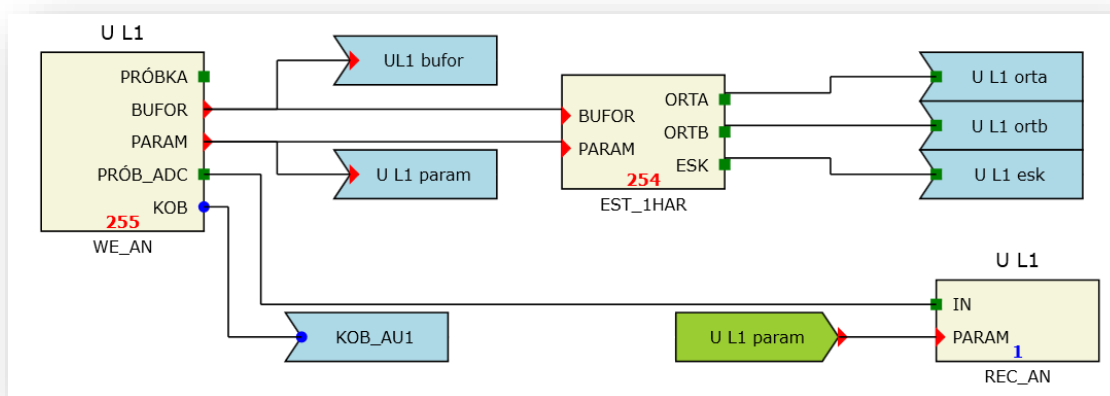 U L1
PRÓBKA
BUFOR
PARAM
PRÓB_ADC
KOB
255
WE_AN
UL1 bufor
U L1 param
KOB_AU1
BUFOR
PARAM
ORTA
ORTB
ESK
254
EST_1HAR
U L1 orta
U L1 ortb
U L1 esk
U L1 param
U L1
IN
PARAM
1
REC_AN